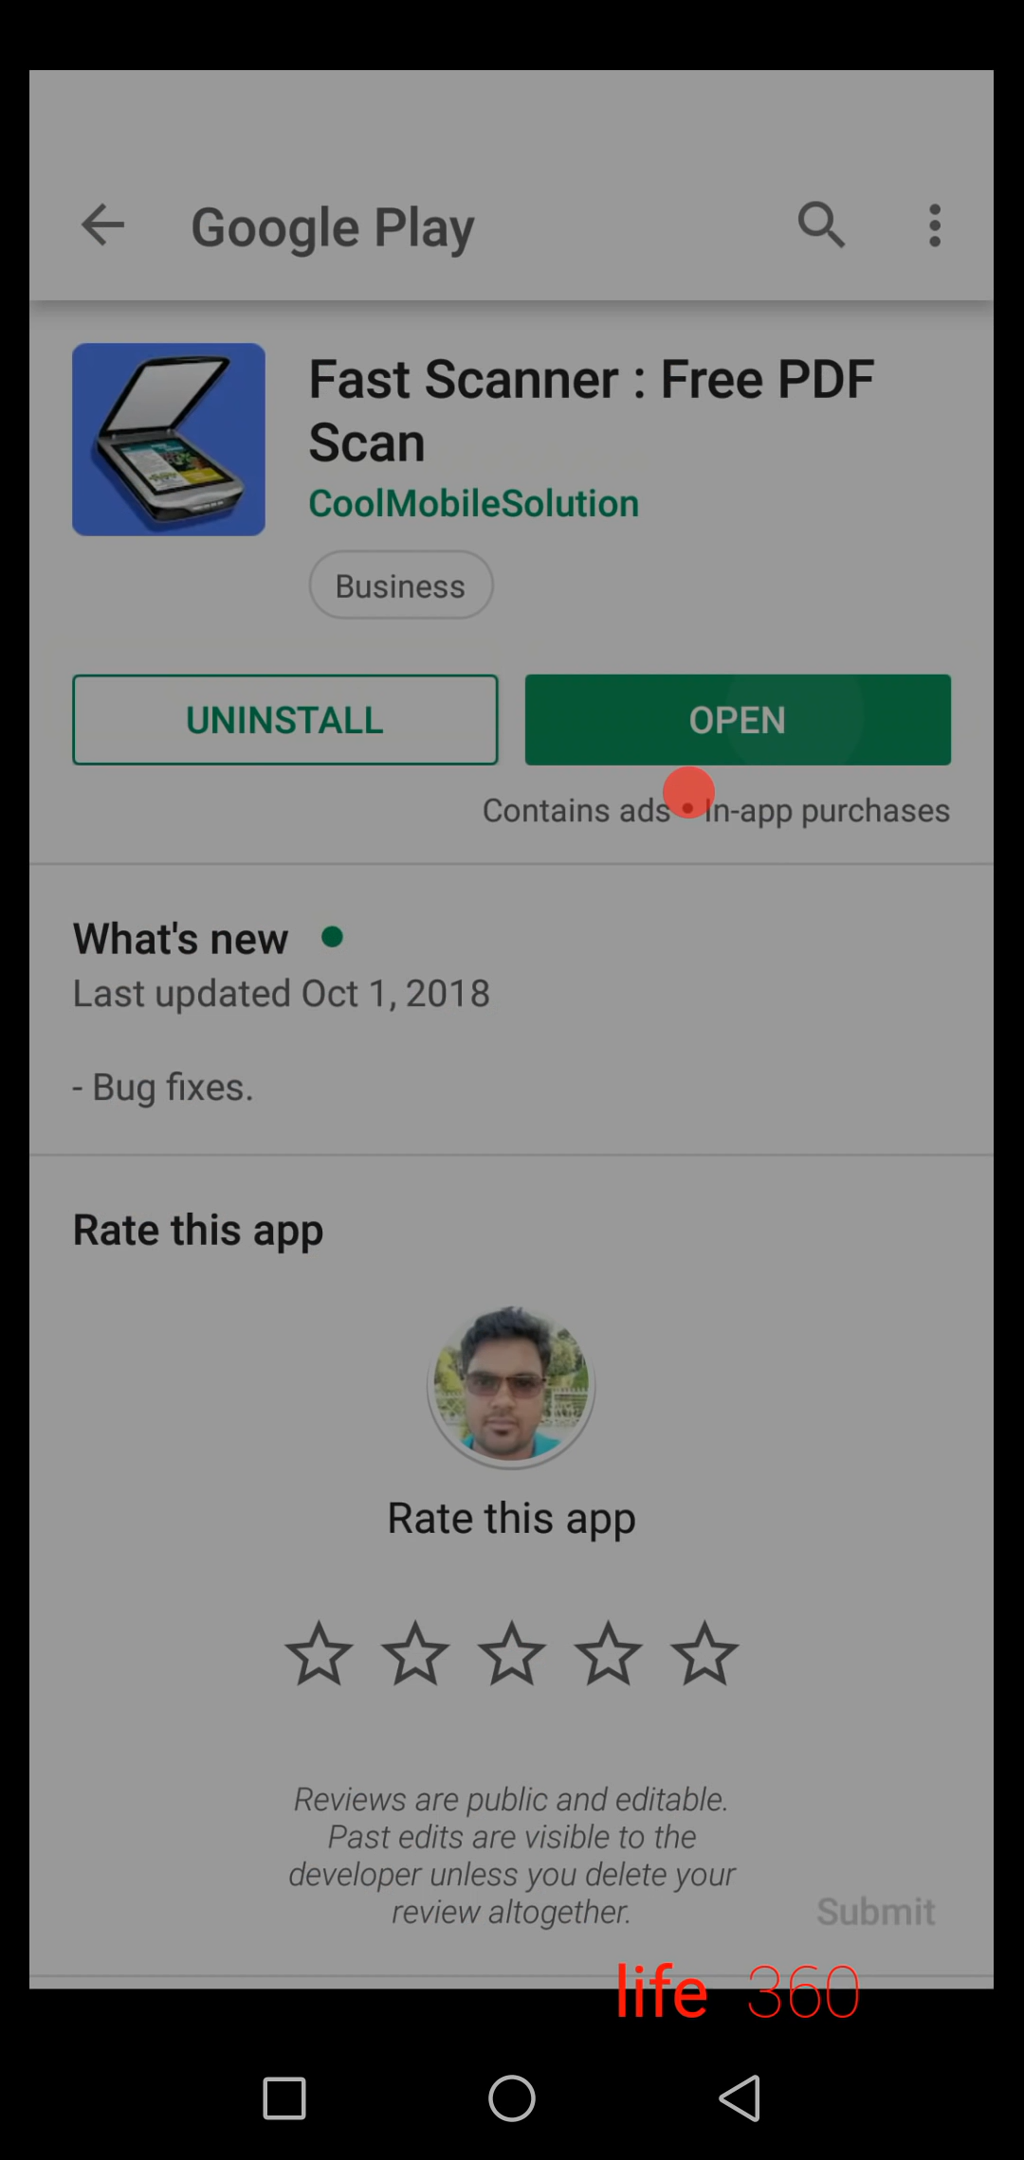 Google Play
Fast Scanner : Free PDF
Scan
CoolMobileSolution
Business
UNINSTALL
OPEN
Contains ads • In-app purchases
What's new
Last updated Oct 1, 2018
- Bug fixes.
Rate this app
Rate this app
Reviews are public and editable.
Past edits are visible to the
developer unless you delete your
review altogether.
Submit
life 360